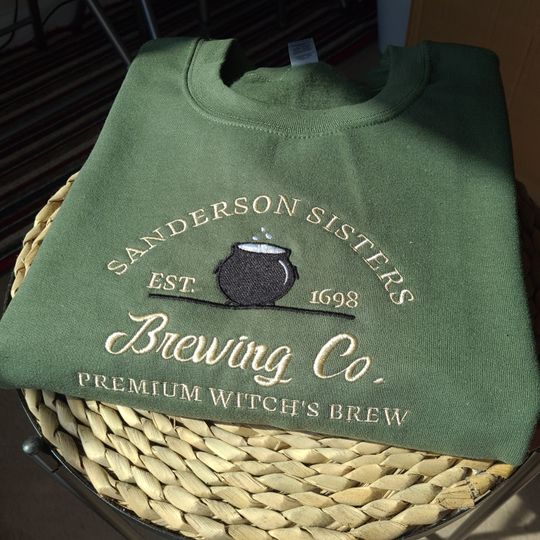 SANDERSON SISTERS
EST. 1698
Brewing Co.
PREMIUM WITCH'S BREW